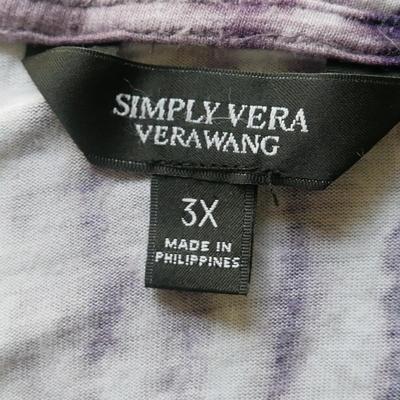 SIMPLY VERA
VERAWANG
3X
MADE IN
PHILIPPINES